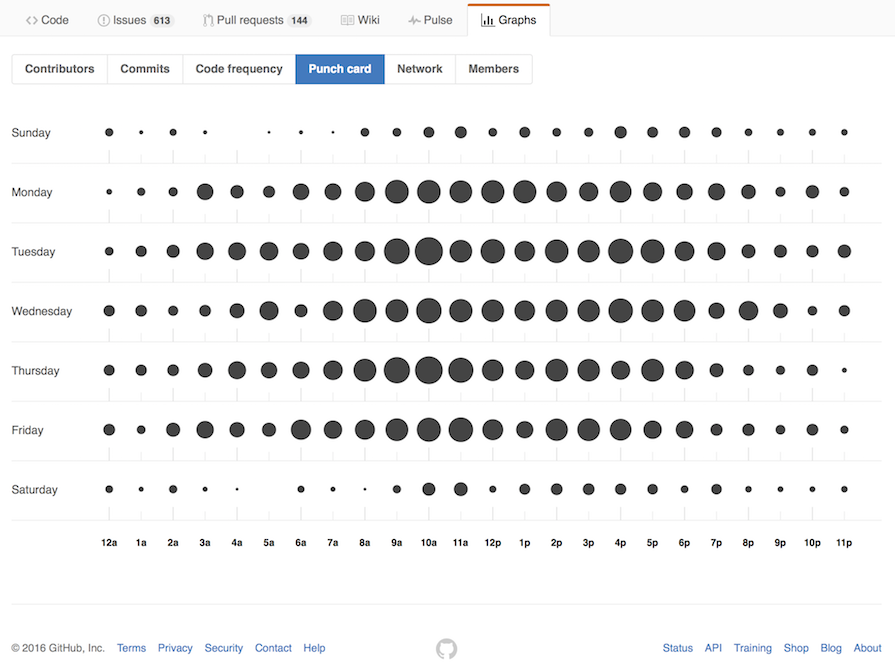 Code Issues 613 Pull requests 144 Wiki Pulse Graphs
Contributors Commits Code frequency Punch card Network Members
Sunday
Monday
Tuesday
Wednesday
Thursday
Friday
Saturday
12a 1a 2a 3a 4a 5a 6a 7a 8a 9a 10a 11a 12p 1p 2p 3p 4p 5p 6p 7p 8p 9p 10p 11p
© 2016 GitHub, Inc. Terms Privacy Security Contact Help Status API Training Shop Blog About